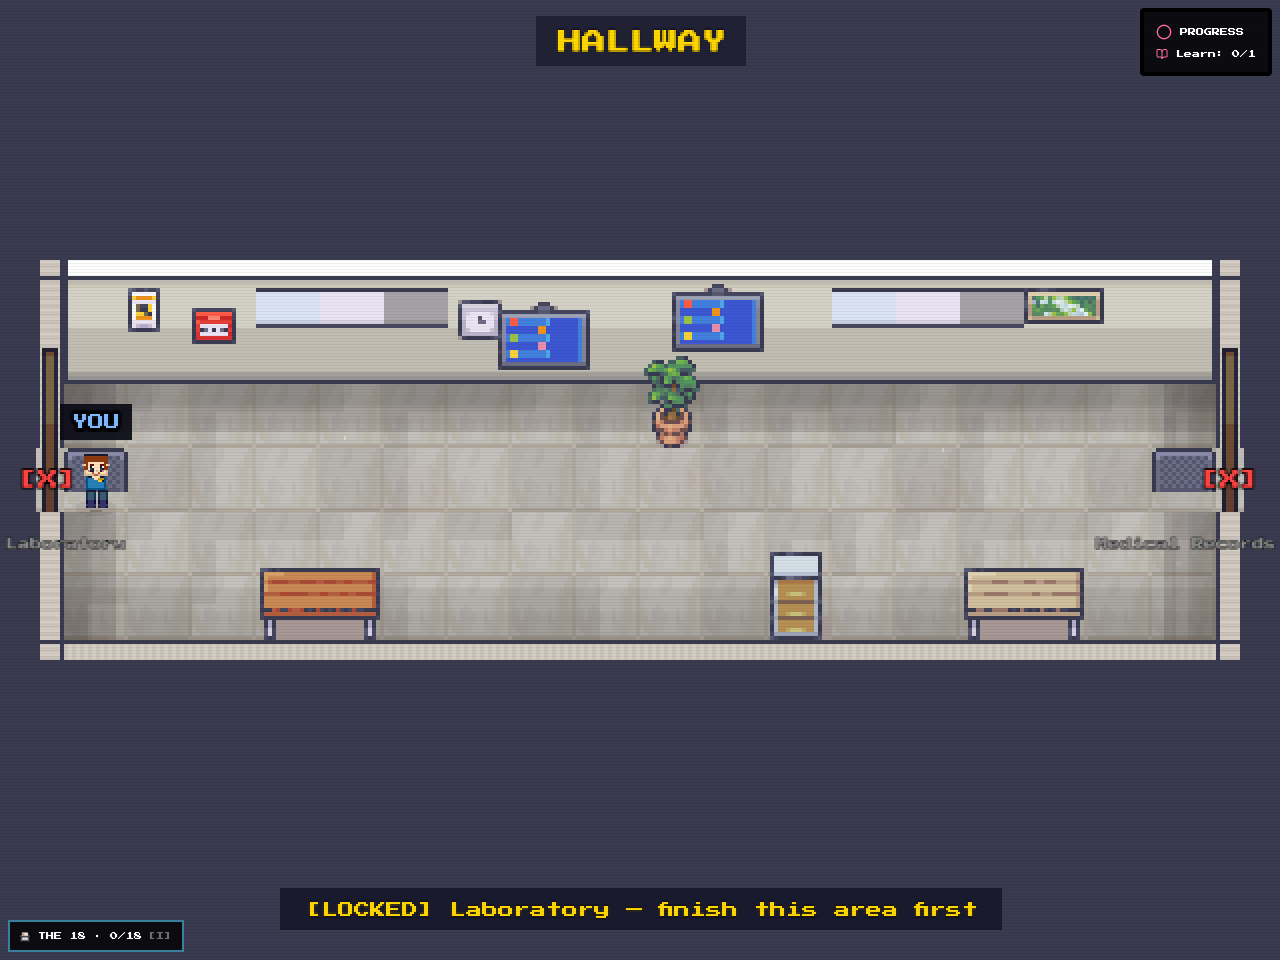 HALLWAY
PROGRESS
Learn: 0/1
YOU
[X]
[X]
Laboratory
Medical Records
[LOCKED] Laboratory — finish this area first
THE 18 · 0/18 [I]